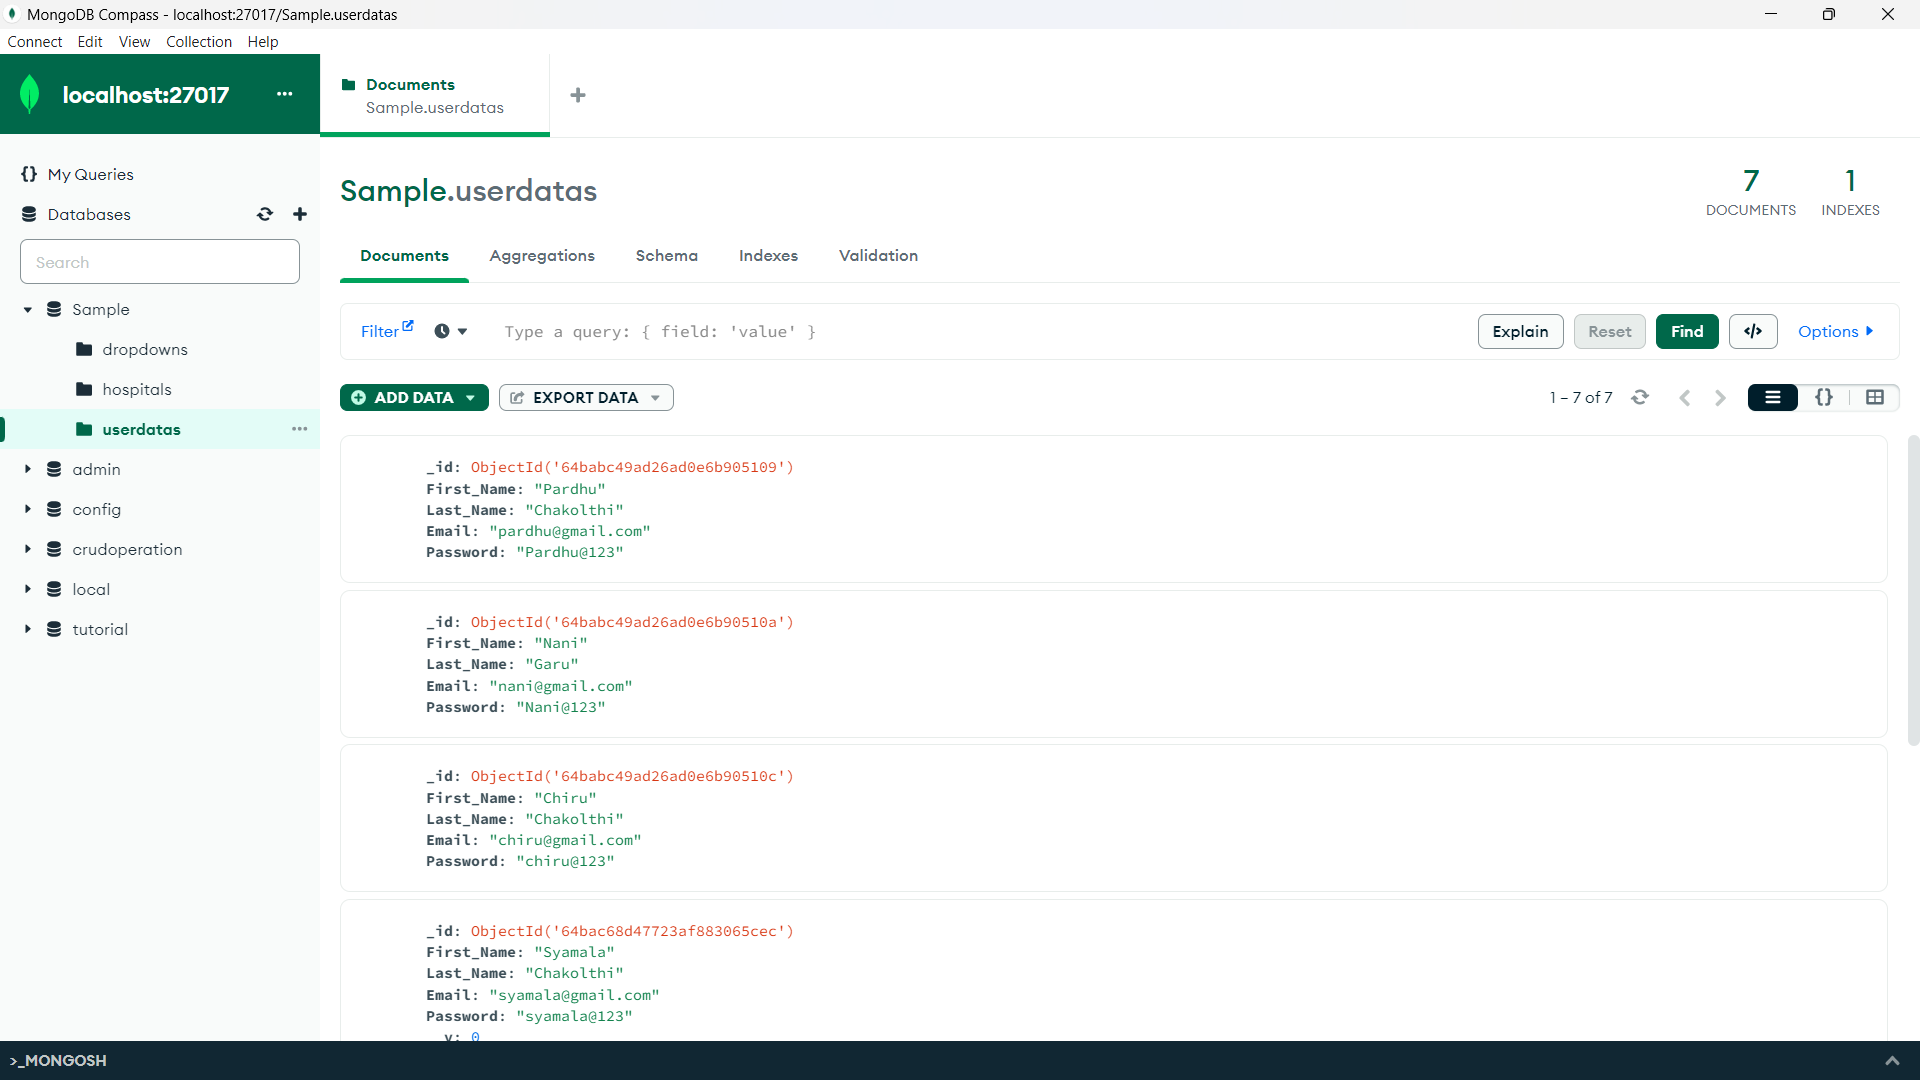 MongoDB Compass - localhost:27017/Sample.userdatas
Connect Edit View Collection Help
localhost:27017 ...
Documents
Sample.userdatas
+
{} My Queries
Databases
Search
Sample
dropdowns
hospitals
userdatas ...
admin
config
crudoperation
local
tutorial
Sample.userdatas
7
DOCUMENTS
1
INDEXES
Documents Aggregations Schema Indexes Validation
Filter Type a query: { field: 'value' } Explain Reset Find </> Options
ADD DATA EXPORT DATA 1 – 7 of 7 {}
_id: ObjectId('64babc49ad26ad0e6b905109')
First_Name: "Pardhu"
Last_Name: "Chakolthi"
Email: "pardhu@gmail.com"
Password: "Pardhu@123"
_id: ObjectId('64babc49ad26ad0e6b90510a')
First_Name: "Nani"
Last_Name: "Garu"
Email: "nani@gmail.com"
Password: "Nani@123"
_id: ObjectId('64babc49ad26ad0e6b90510c')
First_Name: "Chiru"
Last_Name: "Chakolthi"
Email: "chiru@gmail.com"
Password: "chiru@123"
_id: ObjectId('64bac68d47723af883065cec')
First_Name: "Syamala"
Last_Name: "Chakolthi"
Email: "syamala@gmail.com"
Password: "syamala@123"
v: 0
>_MONGOSH